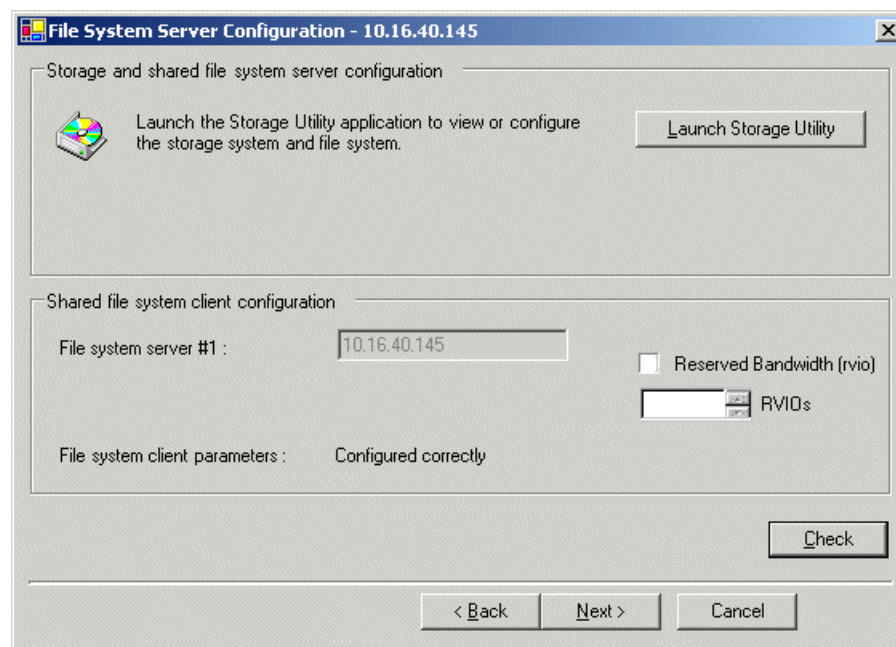 File System Server Configuration - 10.16.40.145
Storage and shared file system server configuration
Launch the Storage Utility application to view or configure
the storage system and file system.
Launch Storage Utility
Shared file system client configuration
File system server #1 :
10.16.40.145
Reserved Bandwidth (rvio)
RVIOs
File system client parameters :
Configured correctly
Check
< Back
Next >
Cancel